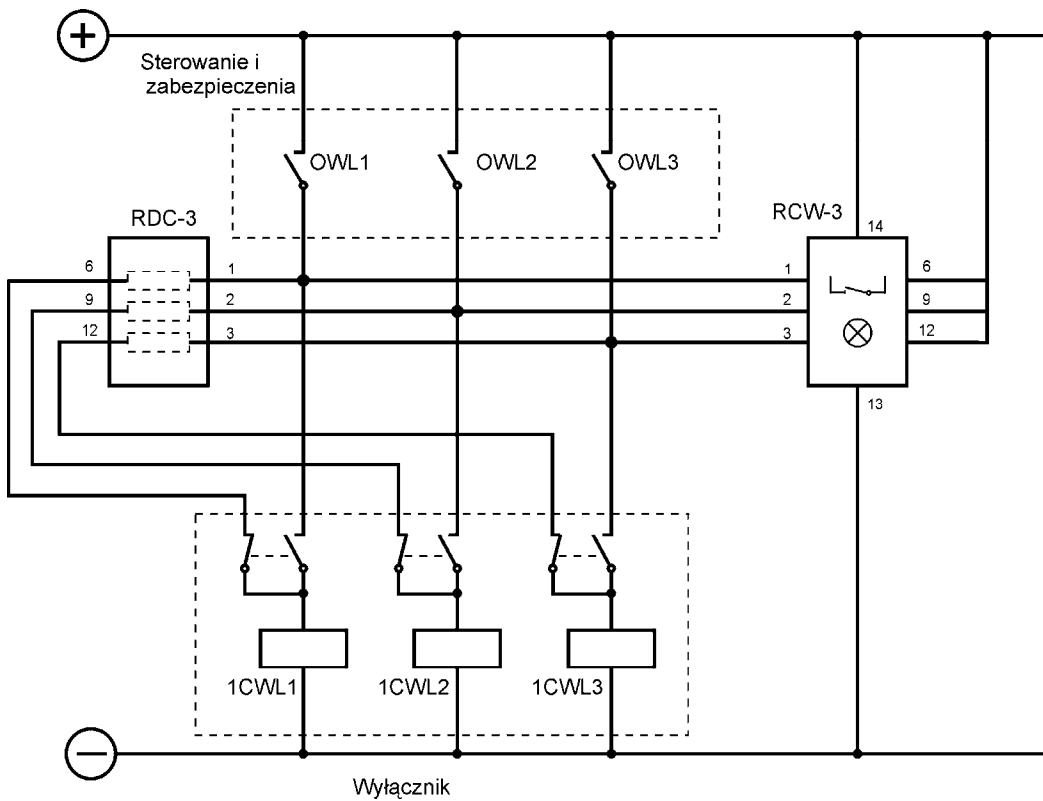 +
Sterowanie i
zabezpieczenia
OWL1
OWL2
OWL3
RDC-3
RCW-3
14
6
1
1
6
9
2
2
9
12
3
3
12
13
1CWL1
1CWL2
1CWL3
−
Wyłącznik